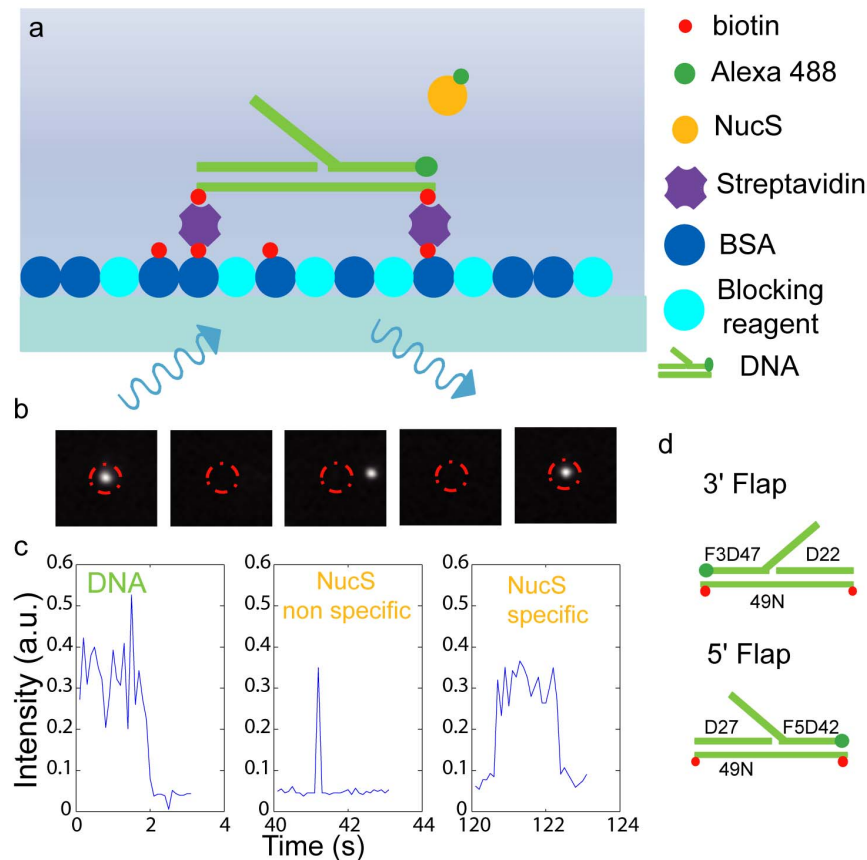 a
biotin
Alexa 488
NucS
Streptavidin
BSA
Blocking
reagent
DNA
b
c
Intensity (a.u.)
0.6
0.5
0.4
0.3
0.2
0.1
0
DNA
0 2 4
0.6
0.5
0.4
0.3
0.2
0.1
0
NucS
non specific
40 42 44
0.6
0.5
0.4
0.3
0.2
0.1
0
NucS
specific
120 122 124
Time (s)
d
3' Flap
F3D47 D22
49N
5' Flap
D27 F5D42
49N